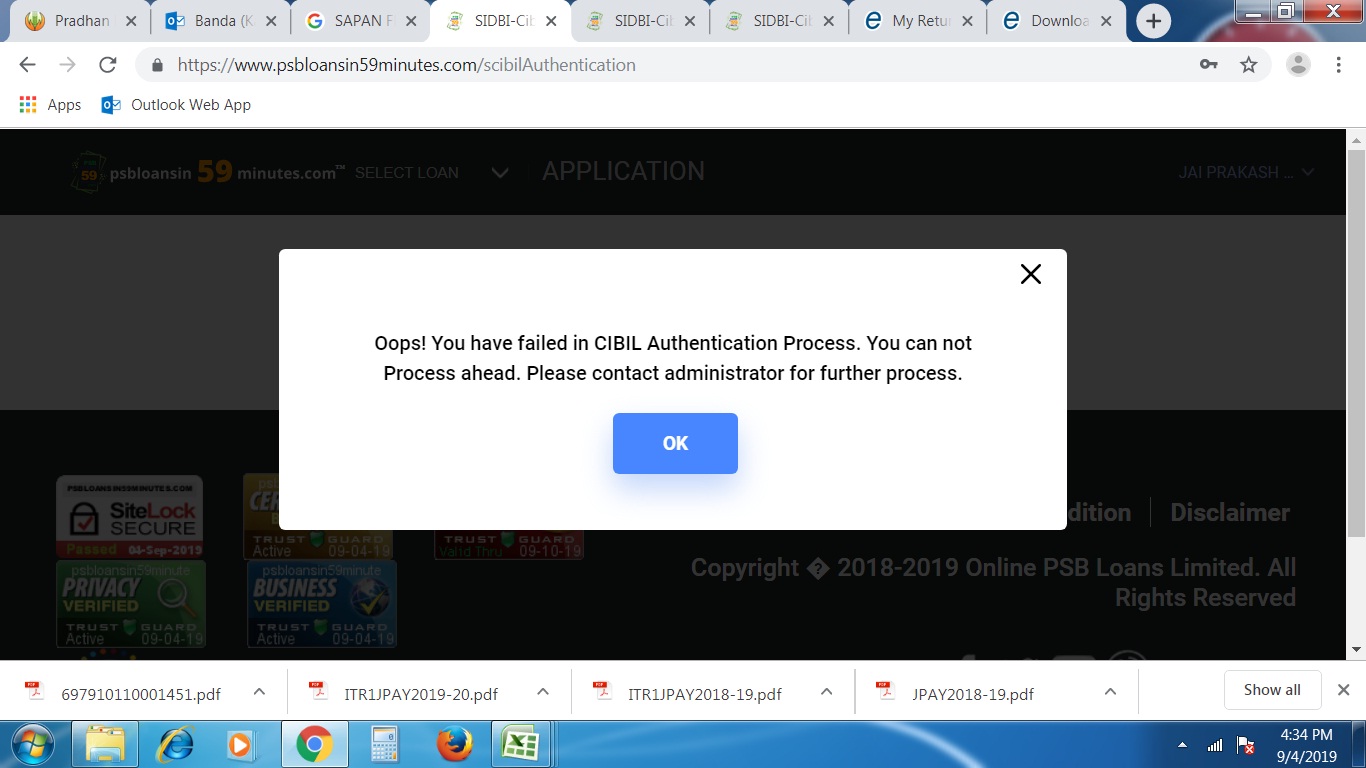 Pradhan
Banda (K
SAPAN F
SIDBI-Cib
SIDBI-Cib
SIDBI-Cib
My Retu
Downloa
https://www.psbloansin59minutes.com/scibilAuthentication
Apps
Outlook Web App
psbloansin 59 minutes.com™
SELECT LOAN
APPLICATION
JAI PRAKASH ...
Oops! You have failed in CIBIL Authentication Process. You can not
Process ahead. Please contact administrator for further process.
OK
PSBLOANSIN59MINUTES.COM
SiteLock
SECURE
Passed 04-Sep-2019
TRUST GUARD
Active 09-04-19
TRUST GUARD
Valid Thru 09-10-19
dition
Disclaimer
psbloansin59minute
PRIVACY
VERIFIED
TRUST GUARD
Active 09-04-19
psbloansin59minute
BUSINESS
VERIFIED
TRUST GUARD
Active 09-04-19
Copyright � 2018-2019 Online PSB Loans Limited. All
Rights Reserved
697910110001451.pdf
ITR1JPAY2019-20.pdf
ITR1JPAY2018-19.pdf
JPAY2018-19.pdf
Show all
4:34 PM
9/4/2019